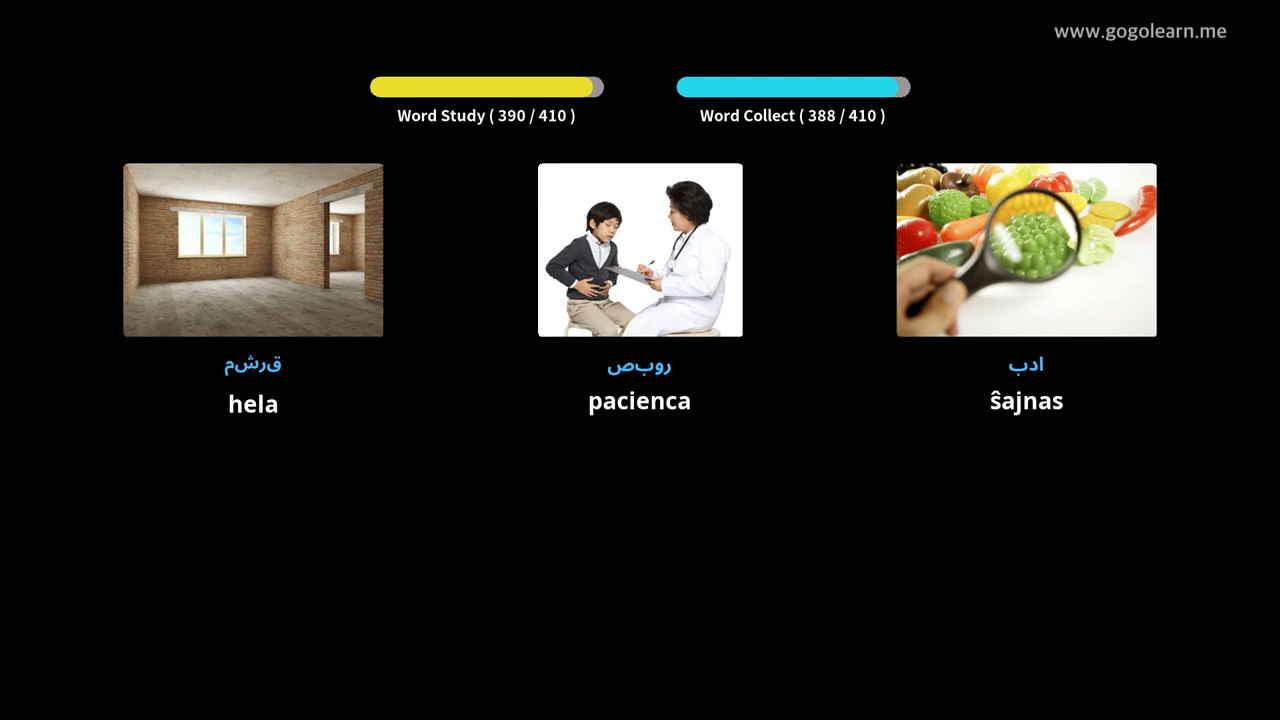 www.gogolearn.me
Word Study ( 390 / 410 )
Word Collect ( 388 / 410 )
قرشم
hela
روبص
pacienca
ادب
ŝajnas